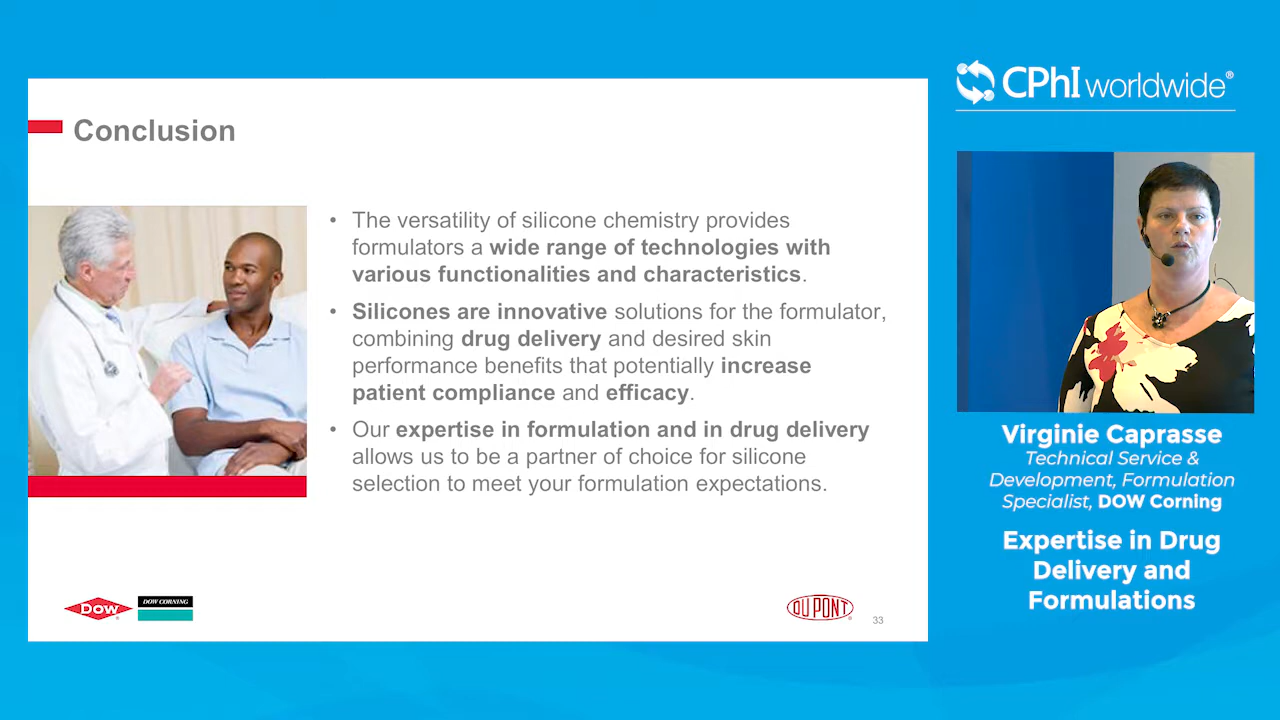 Conclusion
• The versatility of silicone chemistry provides
formulators a wide range of technologies with
various functionalities and characteristics.
• Silicones are innovative solutions for the formulator,
combining drug delivery and desired skin
performance benefits that potentially increase
patient compliance and efficacy.
• Our expertise in formulation and in drug delivery
allows us to be a partner of choice for silicone
selection to meet your formulation expectations.
DOW®
DOW CORNING
DUPONT®
33
CPhI worldwide®
Virginie Caprasse
Technical Service &
Development, Formulation
Specialist, DOW Corning
Expertise in Drug
Delivery and
Formulations